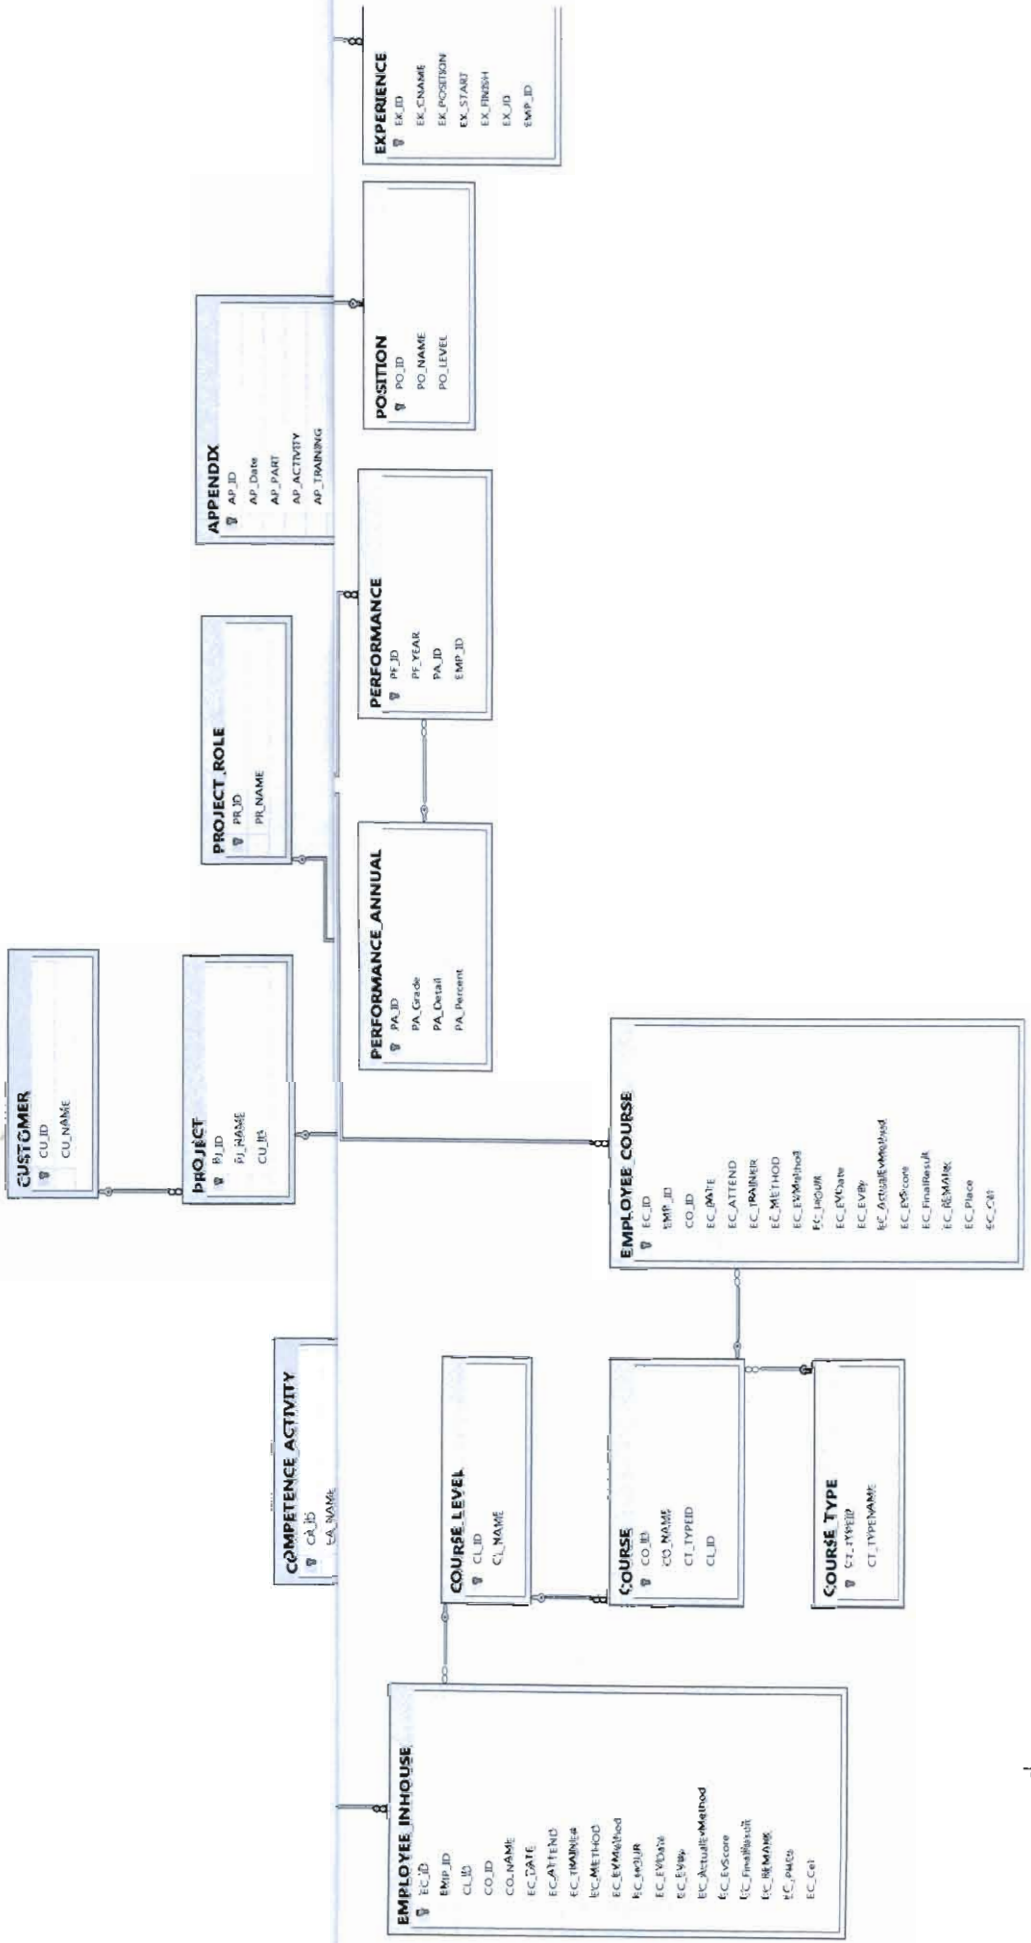 CUSTOMER
CU_ID
CU_NAME
PROJECT
PJ_ID
PJ_NAME
PROJECT_ROLE
PR_ID
PR_NAME
APPENDIX
AP_ID
AP_Date
AP_PART
AP_ACTIVITY
AP_TRAINING
COMPETENCE_ACTIVITY
EXPERIENCE
EX_ID
EX_CNAME
EX_POSITION
EX_START
EX_FINISH
EX_JD
EMP_ID
POSITION
PO_ID
PO_NAME
PO_LEVEL
PERFORMANCE
PF_ID
PF_YEAR
PA_ID
EMP_ID
PERFORMANCE_ANNUAL
PA_ID
PA_Grade
PA_Detail
PA_Percent
EMPLOYEE_COURSE
EC_ID
EMP_ID
CO_ID
EC_DATE
EC_ATTEND
EC_TRAINER
EC_METHOD
EC_EVMethod
EC_HOUR
EC_EVDate
EC_EVBy
EC_ActualEvMethod
EC_EvScore
EC_FinalResult
EC_REMARK
EC_Place
COURSE_LEVEL
CL_ID
CL_NAME
COURSE
CO_ID
CO_NAME
CT_TYPEID
CL_ID
COURSE_TYPE
CT_TYPEID
CT_TYPENAME
EMPLOYEE_INHOUSE
EC_ID
EMP_ID
CL_ID
CO_ID
CO_NAME
EC_DATE
EC_ATTEND
EC_TRAINER
EC_METHOD
EC_EVMethod
EC_HOUR
EC_EVDate
EC_EVBy
EC_ActualEvMethod
EC_EvScore
EC_FinalResult
EC_REMARK
EC_Cet